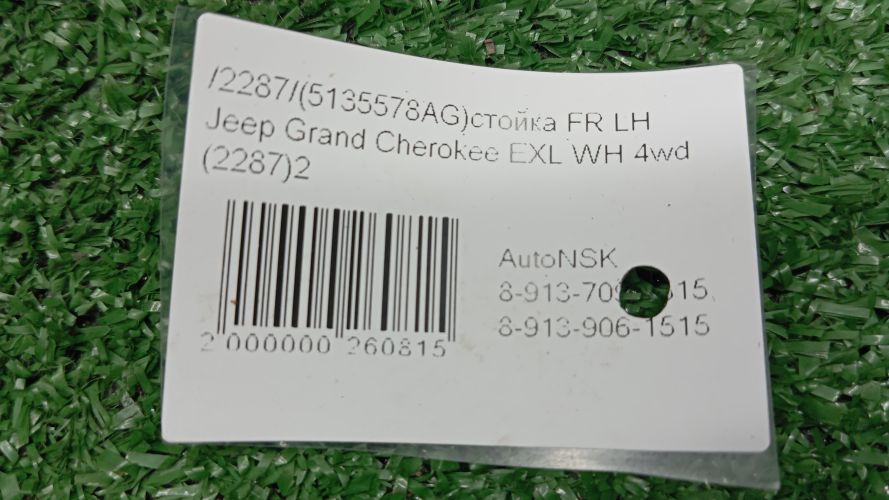 /2287/(5135578AG)стойка FR LH
Jeep Grand Cherokee EXL WH 4wd
(2287)2
2 000000 260815
AutoNSK
8-913-906-1515